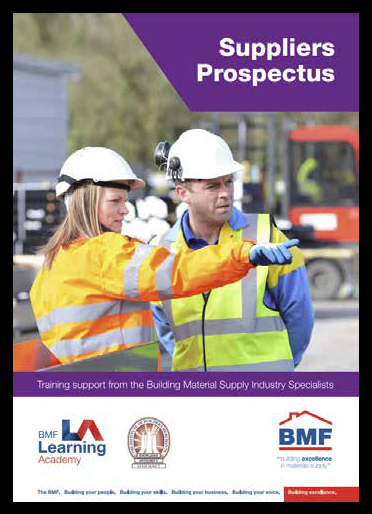 Suppliers
Prospectus
Training support from the Building Material Supply Industry Specialists
BMF
Learning
Academy
BMF
"building excellence
in materials supply"
The BMF, Building your people, Building your skills, Building your business, Building your voice, Building excellence.